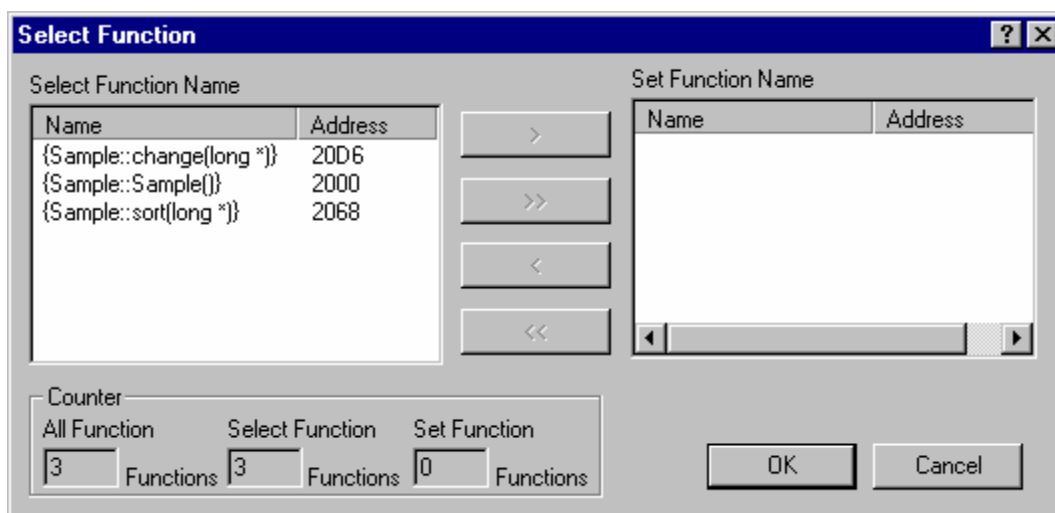 Select Function
Select Function Name
Set Function Name
Name Address
{Sample::change(long *)} 20D6
{Sample::Sample()} 2000
{Sample::sort(long *)} 2068
>
>>
<
<<
Name Address
Counter
All Function Select Function Set Function
3 Functions 3 Functions 0 Functions
OK Cancel